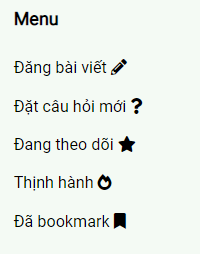 Menu
Đăng bài viết
Đặt câu hỏi mới
Đang theo dõi
Thịnh hành
Đã bookmark